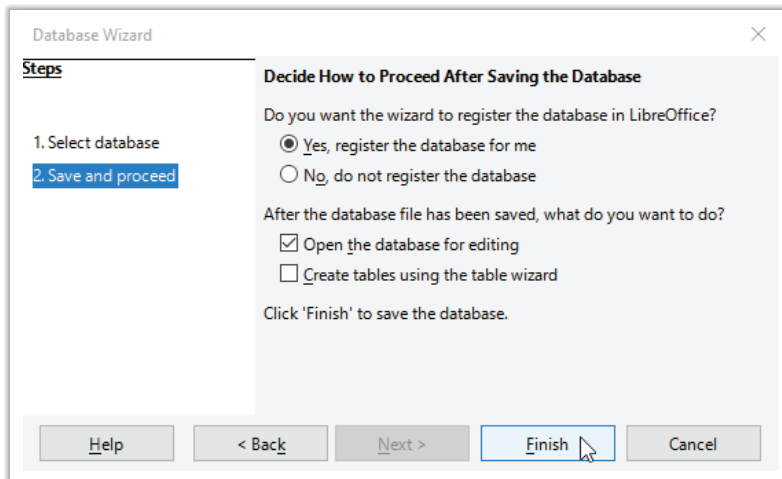 Database Wizard
Steps
1. Select database
2. Save and proceed
Decide How to Proceed After Saving the Database
Do you want the wizard to register the database in LibreOffice?
Yes, register the database for me
No, do not register the database
After the database file has been saved, what do you want to do?
Open the database for editing
Create tables using the table wizard
Click 'Finish' to save the database.
Help
< Back
Next >
Finish
Cancel